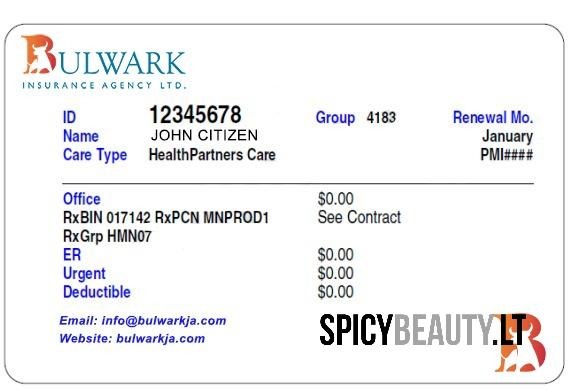 BULWARK
INSURANCE AGENCY LTD.
ID 12345678 Group 4183 Renewal Mo.
Name JOHN CITIZEN January
Care Type HealthPartners Care PMI####
Office $0.00
RxBIN 017142 RxPCN MNPROD1 See Contract
RxGrp HMN07
ER $0.00
Urgent $0.00
Deductible $0.00
Email: info@bulwarkja.com
Website: bulwarkja.com
SPICYBEAUTY.LT
B